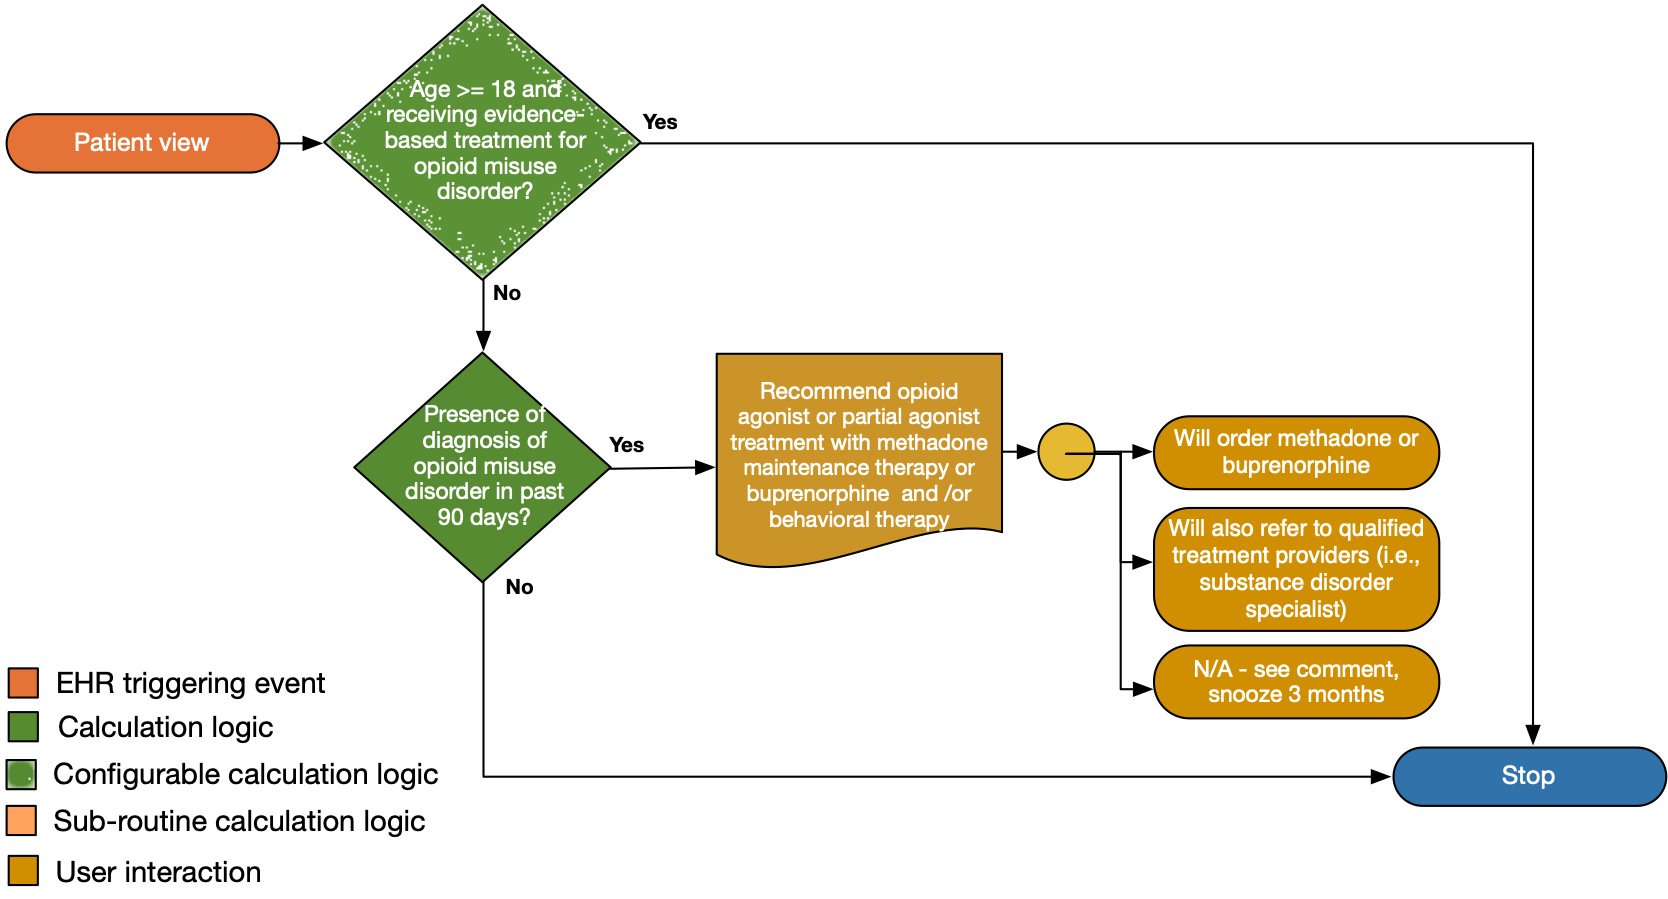 Patient view
Age >= 18 and
receiving evidence-
based treatment for
opioid misuse
disorder?
Yes
No
Presence of
diagnosis of
opioid misuse
disorder in past
90 days?
Yes
No
Recommend opioid
agonist or partial agonist
treatment with methadone
maintenance therapy or
buprenorphine  and /or
behavioral therapy
Will order methadone or
buprenorphine
Will also refer to qualified
treatment providers (i.e.,
substance disorder
specialist)
N/A - see comment,
snooze 3 months
Stop
EHR triggering event
Calculation logic
Configurable calculation logic
Sub-routine calculation logic
User interaction